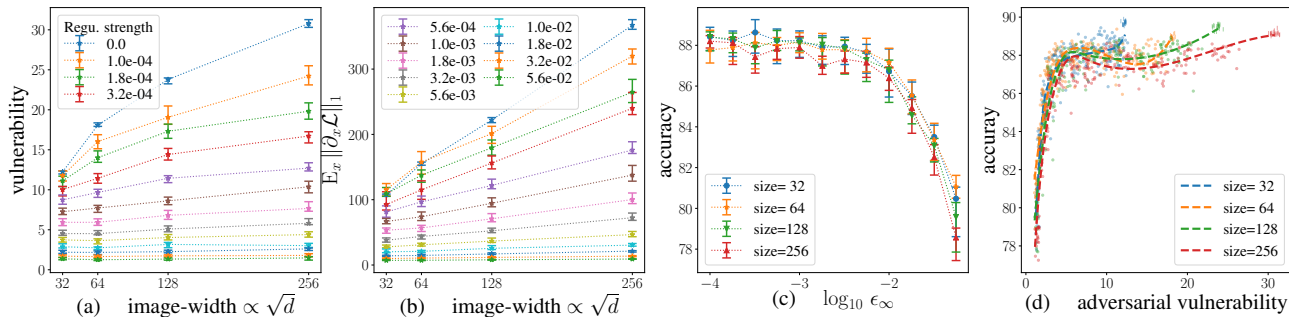 vulnerability
30
25
20
15
10
5
0
32
64
128
256
Regu. strength
0.0
1.0e-04
1.8e-04
3.2e-04
(a)
image-width ∝ √d
E_x ‖∂_x L‖_1
400
300
200
100
0
32
64
128
256
5.6e-04
1.0e-03
1.8e-03
3.2e-03
5.6e-03
1.0e-02
1.8e-02
3.2e-02
5.6e-02
(b)
image-width ∝ √d
accuracy
88
86
84
82
80
78
−4
−3
−2
size= 32
size= 64
size=128
size=256
(c)
log₁₀ ϵ∞
accuray
90
88
86
84
82
80
78
0
10
20
30
size= 32
size= 64
size=128
size=256
(d)
adversarial vulnerability